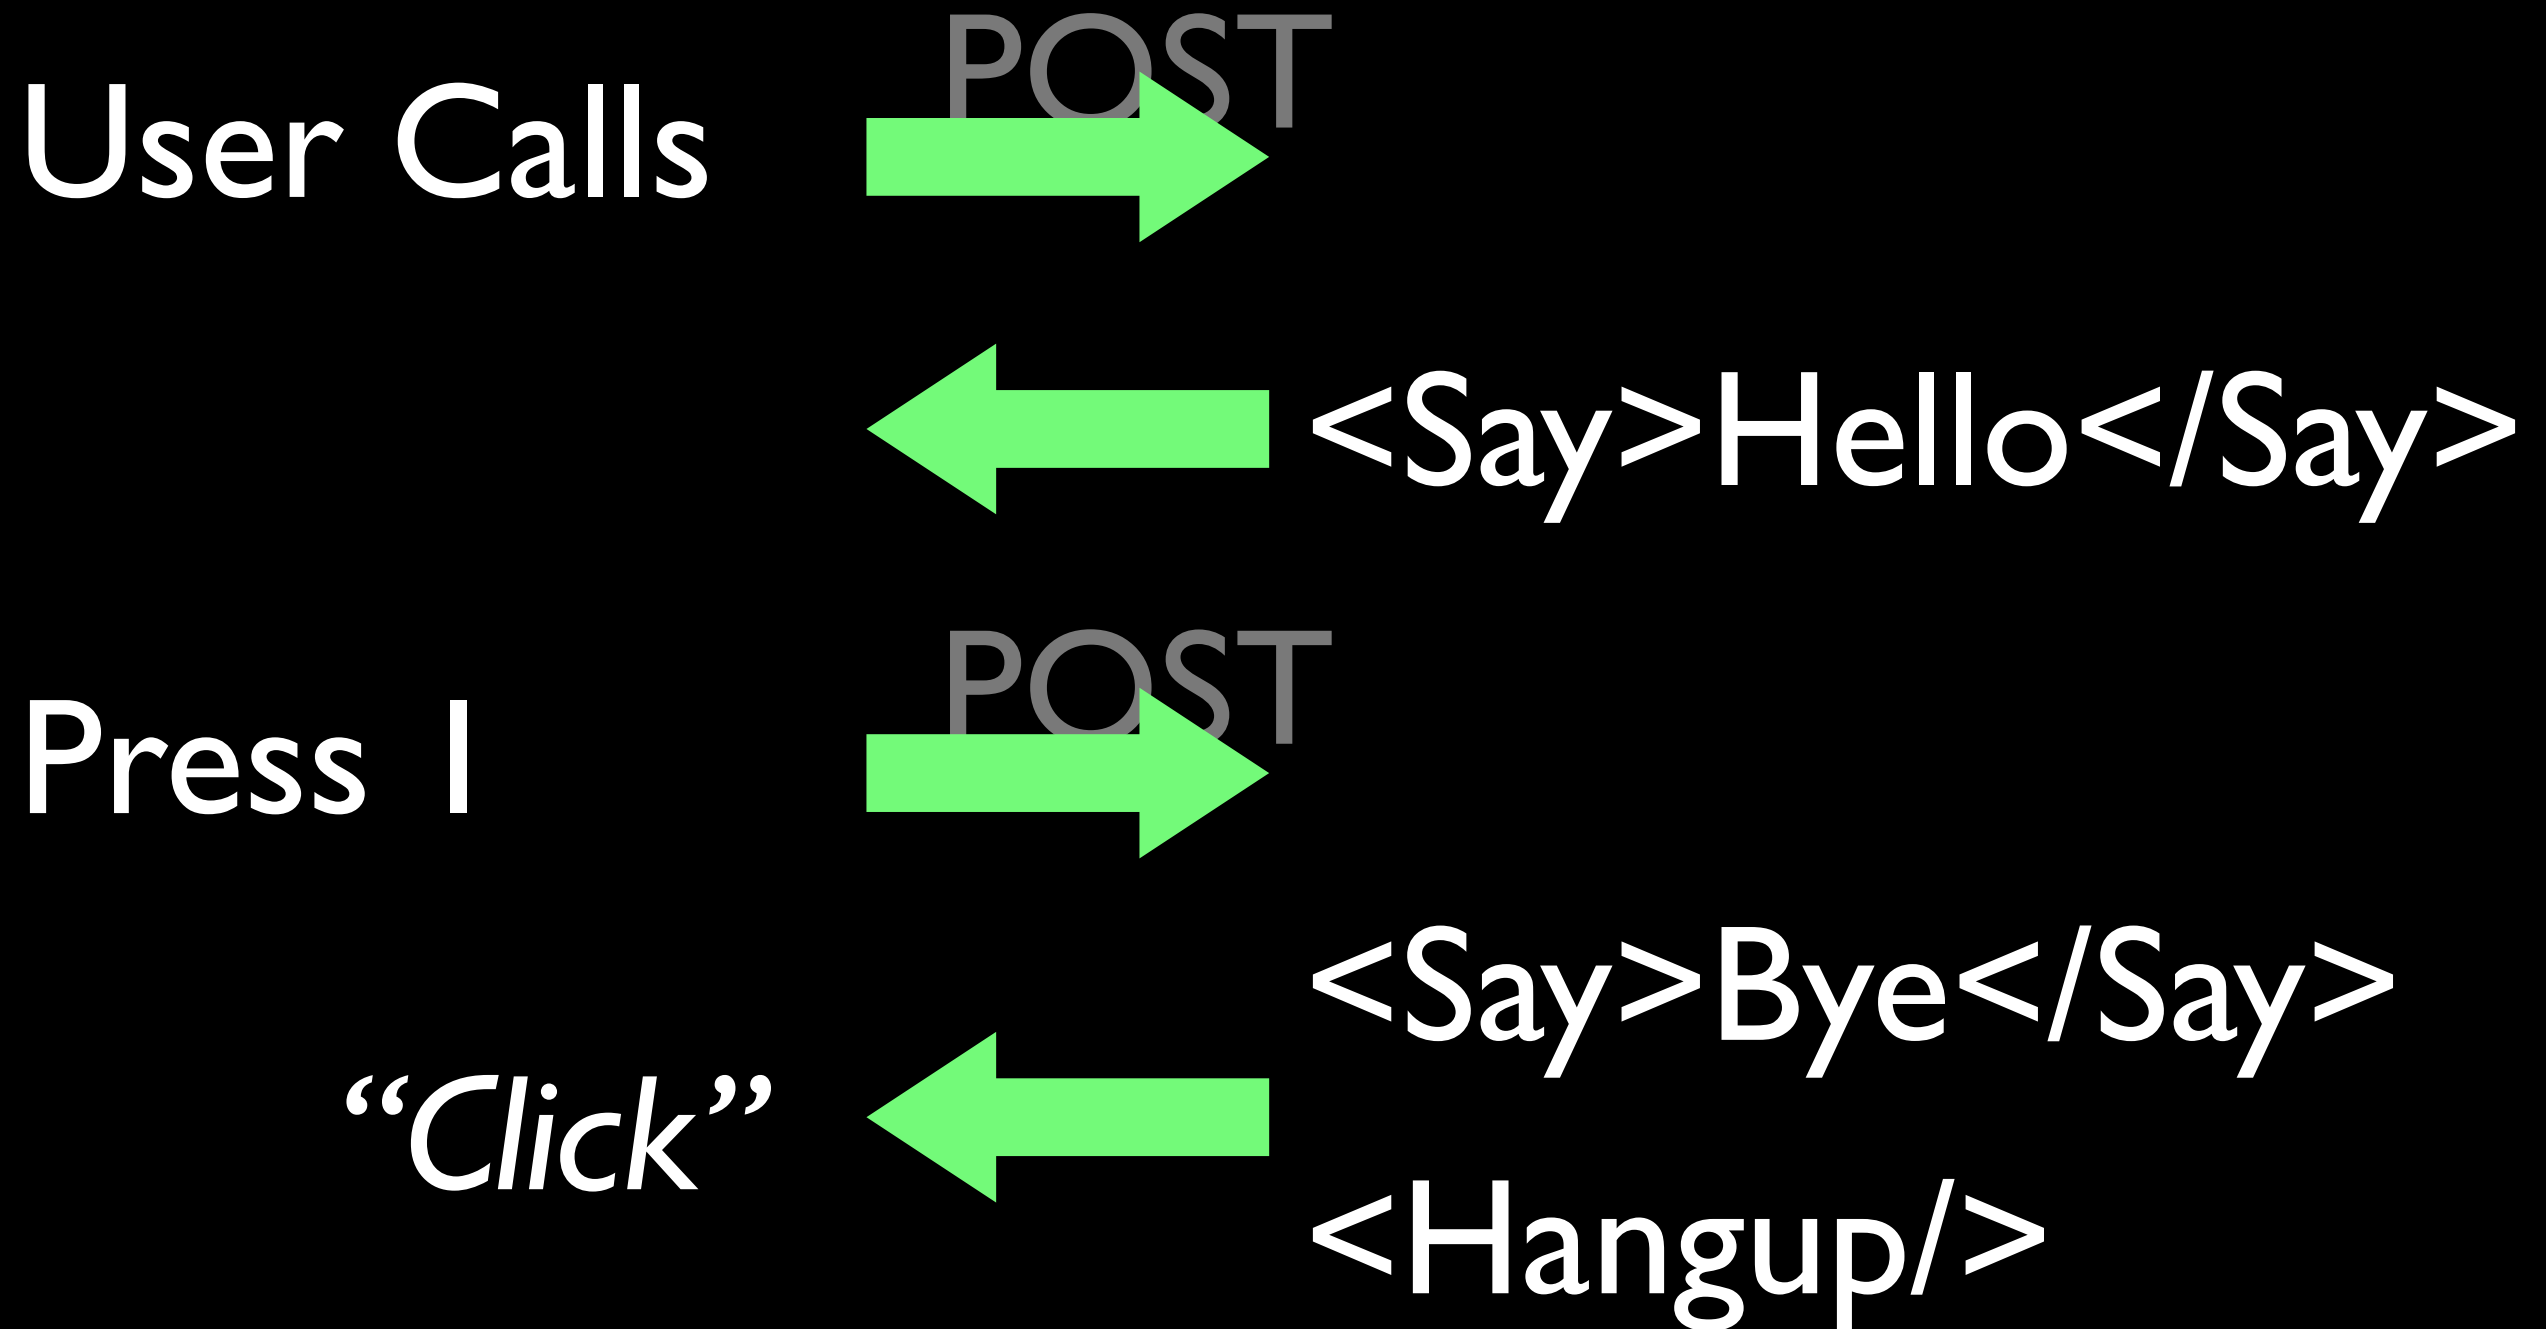 POST
User Calls
<Say>Hello</Say>
POST
Press 1
<Say>Bye</Say>
“Click”
<Hangup/>